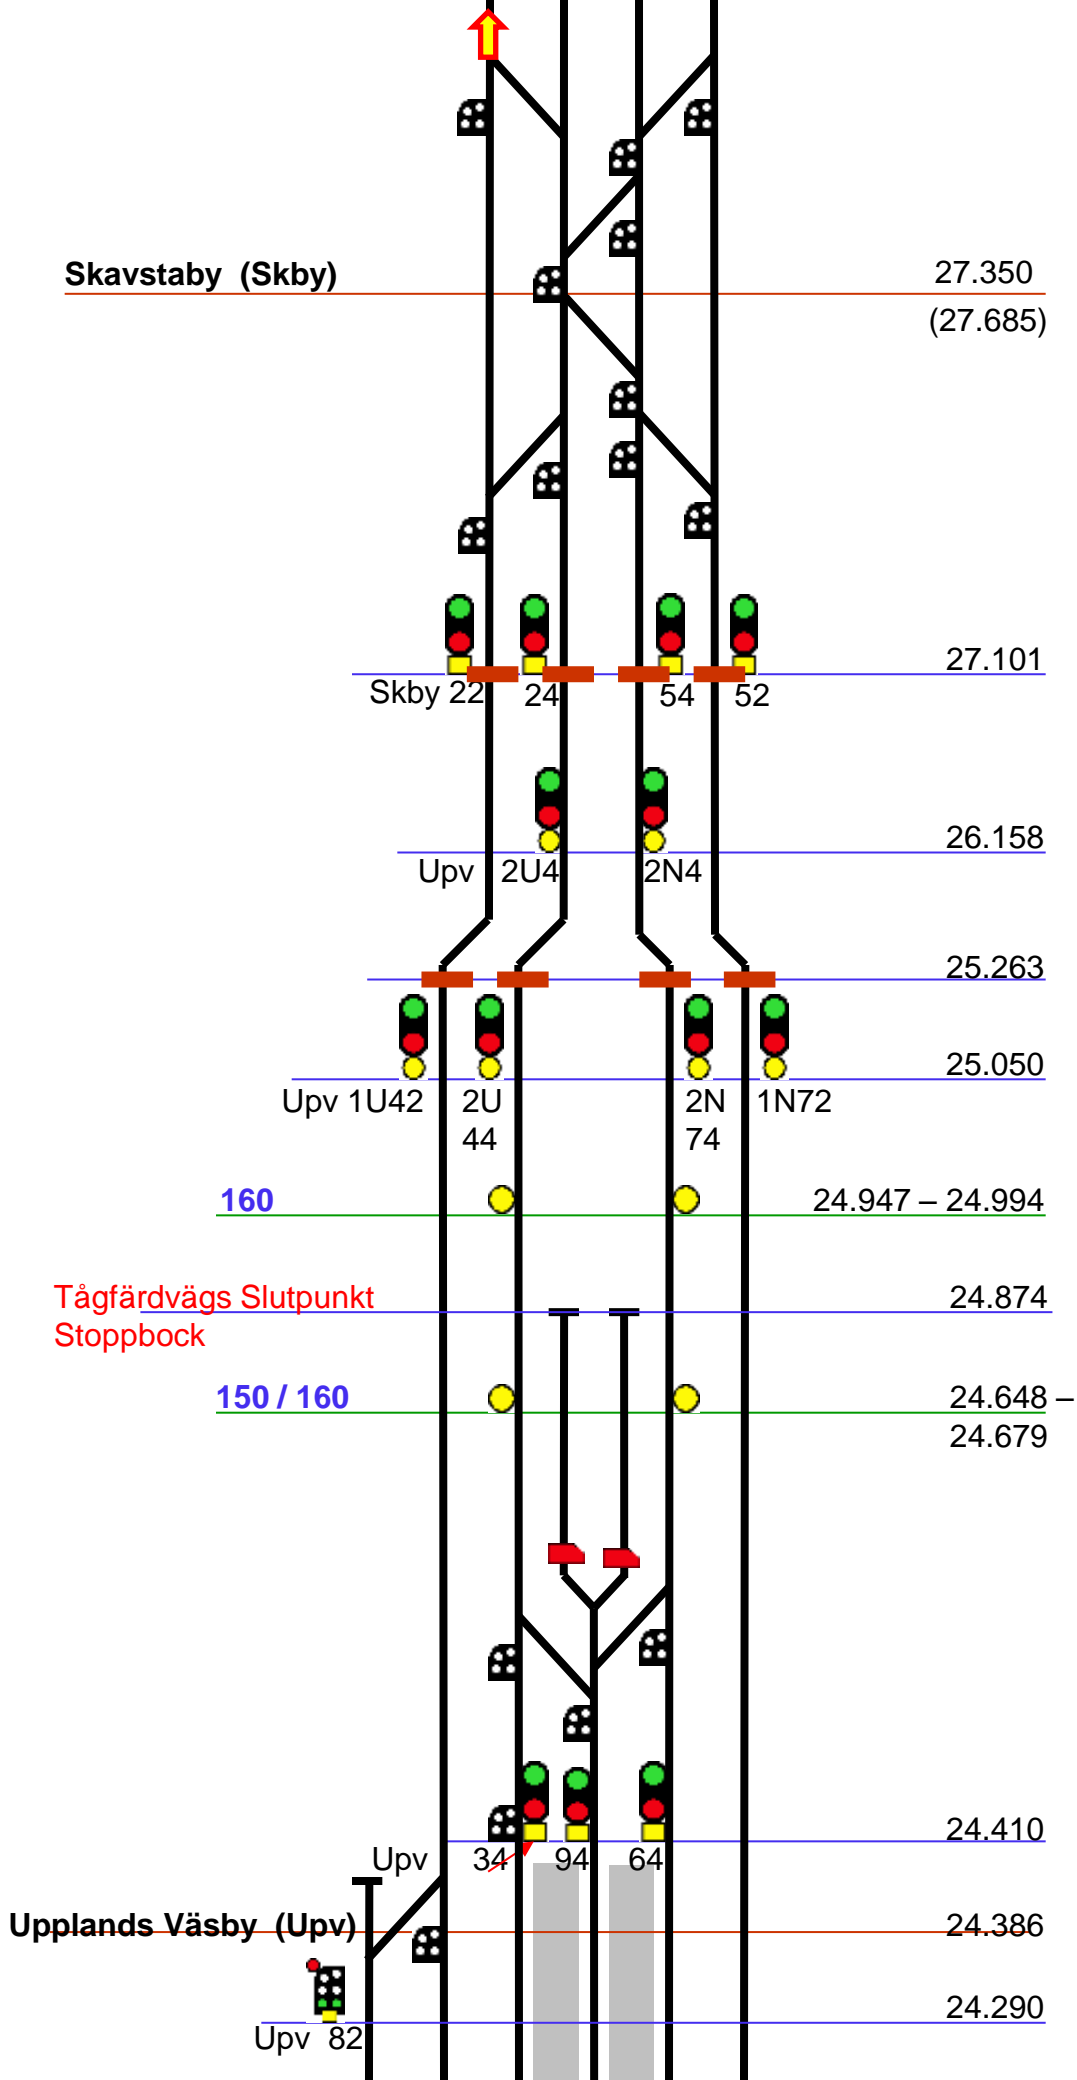 Skavstaby (Skby)
27.350
(27.685)
27.101
Skby 22 24 54 52
26.158
Upv 2U4 2N4
25.263
25.050
Upv 1U42 2U 2N 1N72
44 74
160 24.947 – 24.994
Tågfärdvägs Slutpunkt 24.874
Stoppbock
150 / 160 24.648 –
24.679
24.410
Upv 34 94 64
Upplands Väsby (Upv) 24.386
24.290
Upv 82